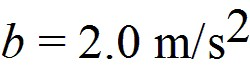 b = 2.0 m/s²